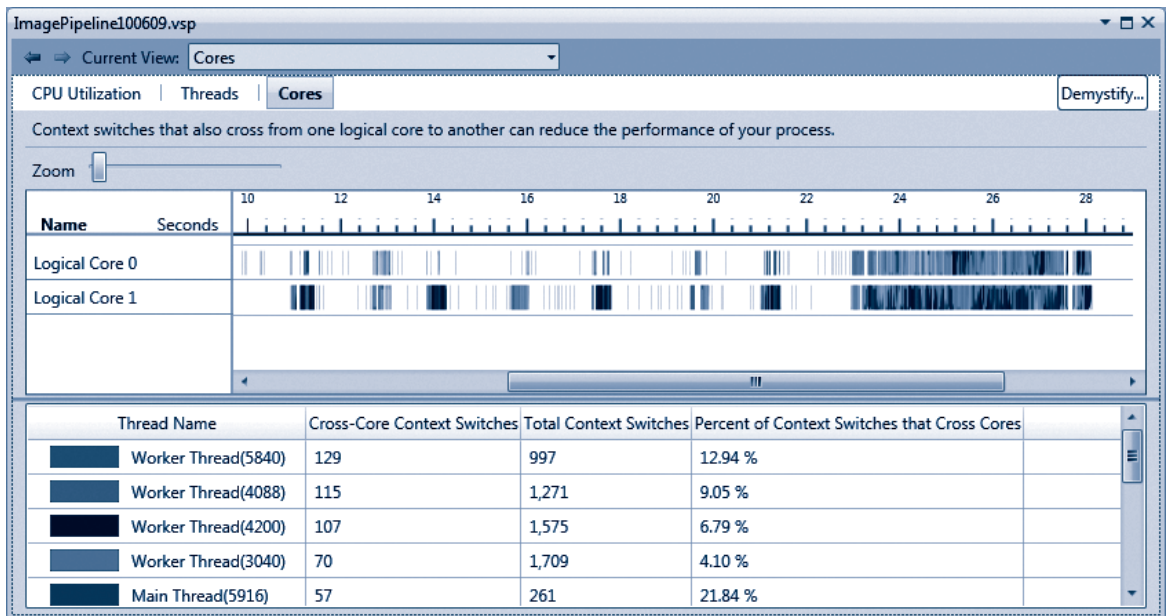 ImagePipeline100609.vsp
Current View: Cores
CPU Utilization | Threads | Cores Demystify...
Context switches that also cross from one logical core to another can reduce the performance of your process.
Zoom
10 12 14 16 18 20 22 24 26 28
Name Seconds
Logical Core 0
Logical Core 1
Thread Name Cross-Core Context Switches Total Context Switches Percent of Context Switches that Cross Cores
Worker Thread(5840) 129 997 12.94 %
Worker Thread(4088) 115 1,271 9.05 %
Worker Thread(4200) 107 1,575 6.79 %
Worker Thread(3040) 70 1,709 4.10 %
Main Thread(5916) 57 261 21.84 %